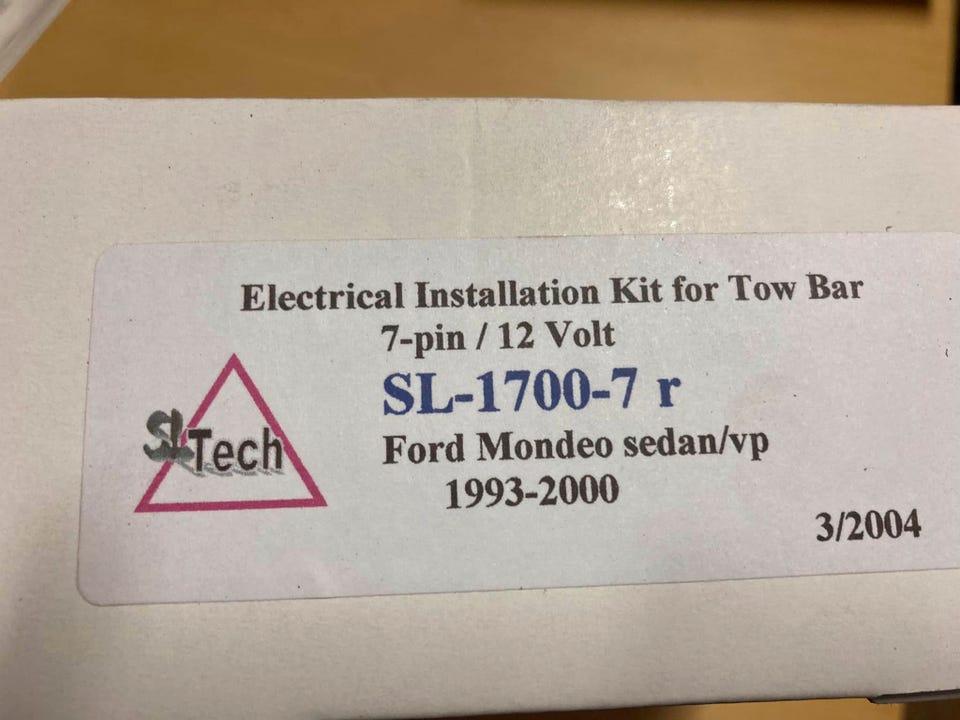 Electrical Installation Kit for Tow Bar
7-pin / 12 Volt
SL-1700-7 r
SL Tech
Ford Mondeo sedan/vp
1993-2000
3/2004